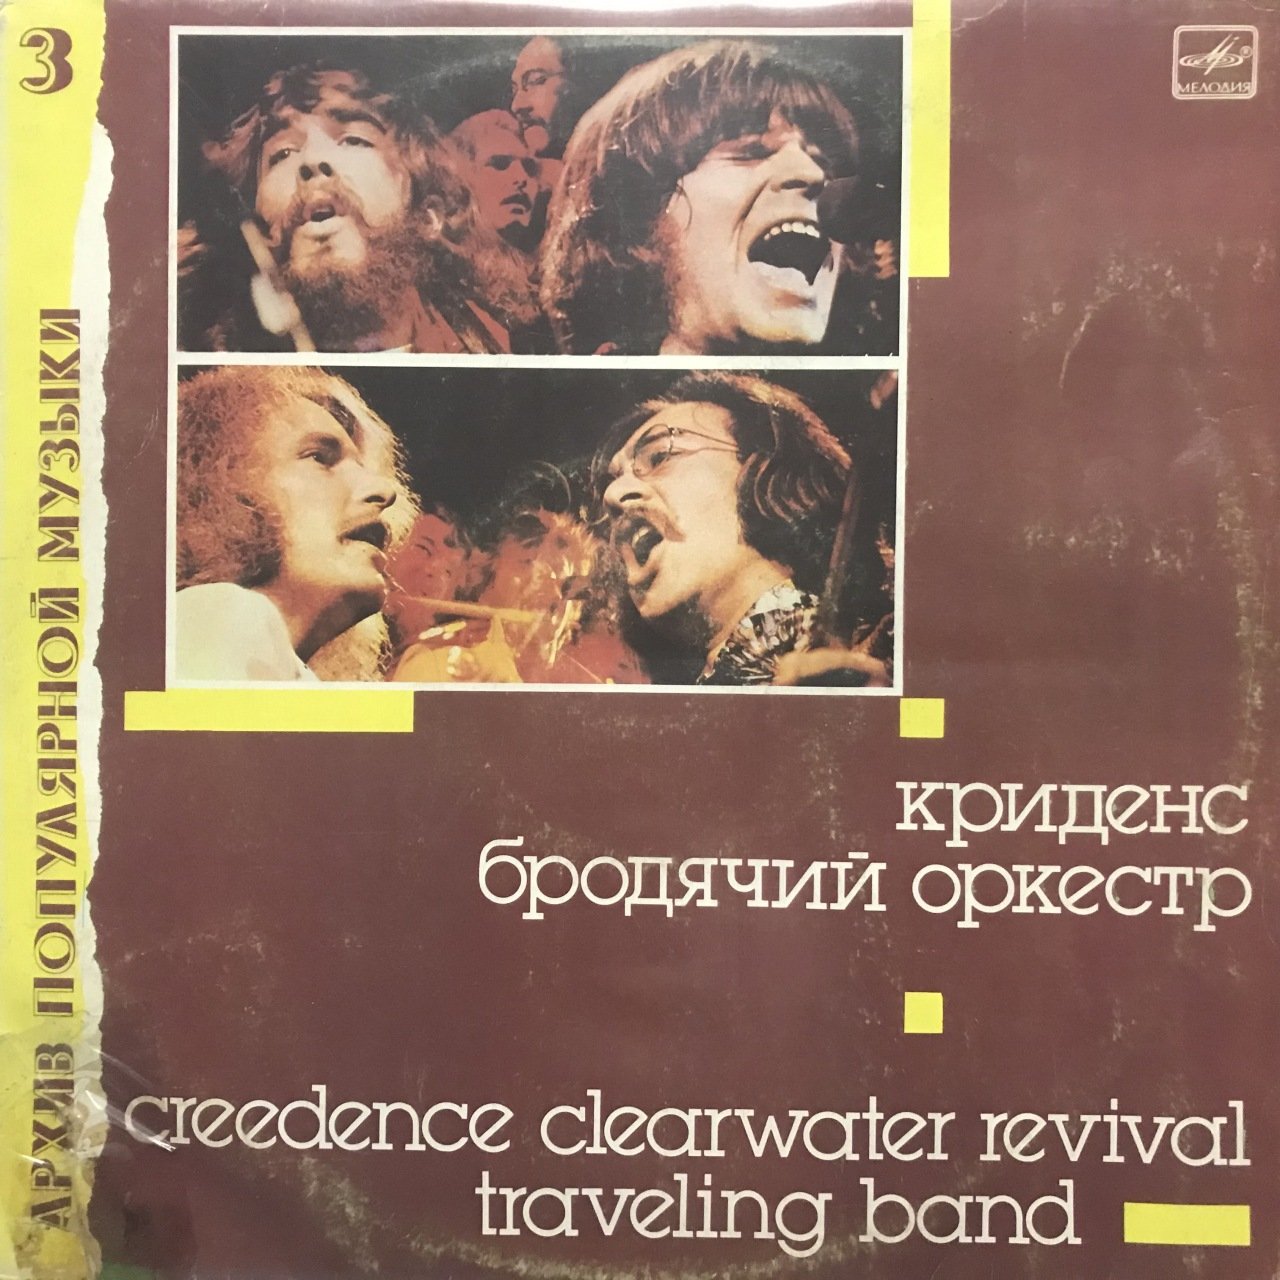 3
АРХИВ ПОПУЛЯРНОЙ МУЗЫКИ
МЕЛОДИЯ
криденс
бродячий оркестр
creedence clearwater revival
traveling band